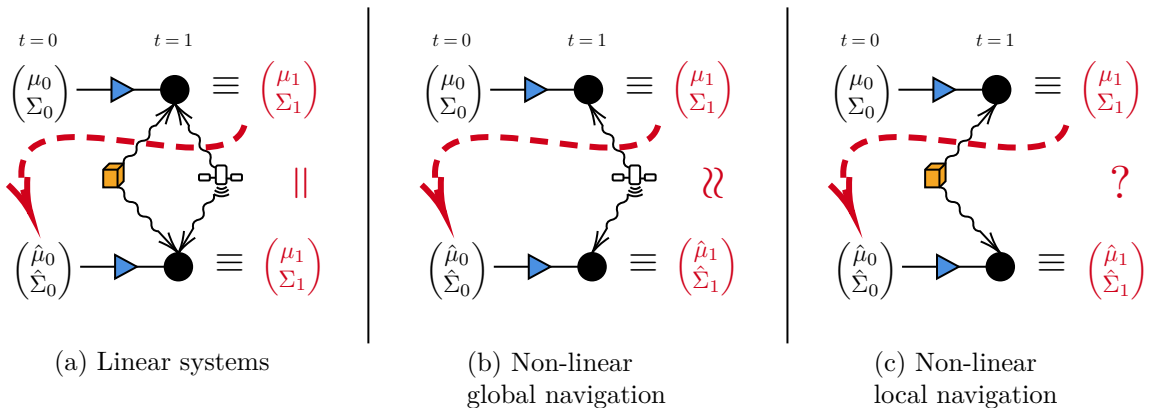 t = 0 t = 1 t = 0 t = 1 t = 0 t = 1
(μ₀ Σ₀) ≡ (μ₁ Σ₁) (μ₀ Σ₀) ≡ (μ₁ Σ₁) (μ₀ Σ₀) ≡ (μ₁ Σ₁)
|| ≈ ?
(μ̂₀ Σ̂₀) ≡ (μ₁ Σ₁) (μ̂₀ Σ̂₀) ≡ (μ̂₁ Σ̂₁) (μ̂₀ Σ̂₀) ≡ (μ̂₁ Σ̂₁)
(a) Linear systems
(b) Non-linear
global navigation
(c) Non-linear
local navigation